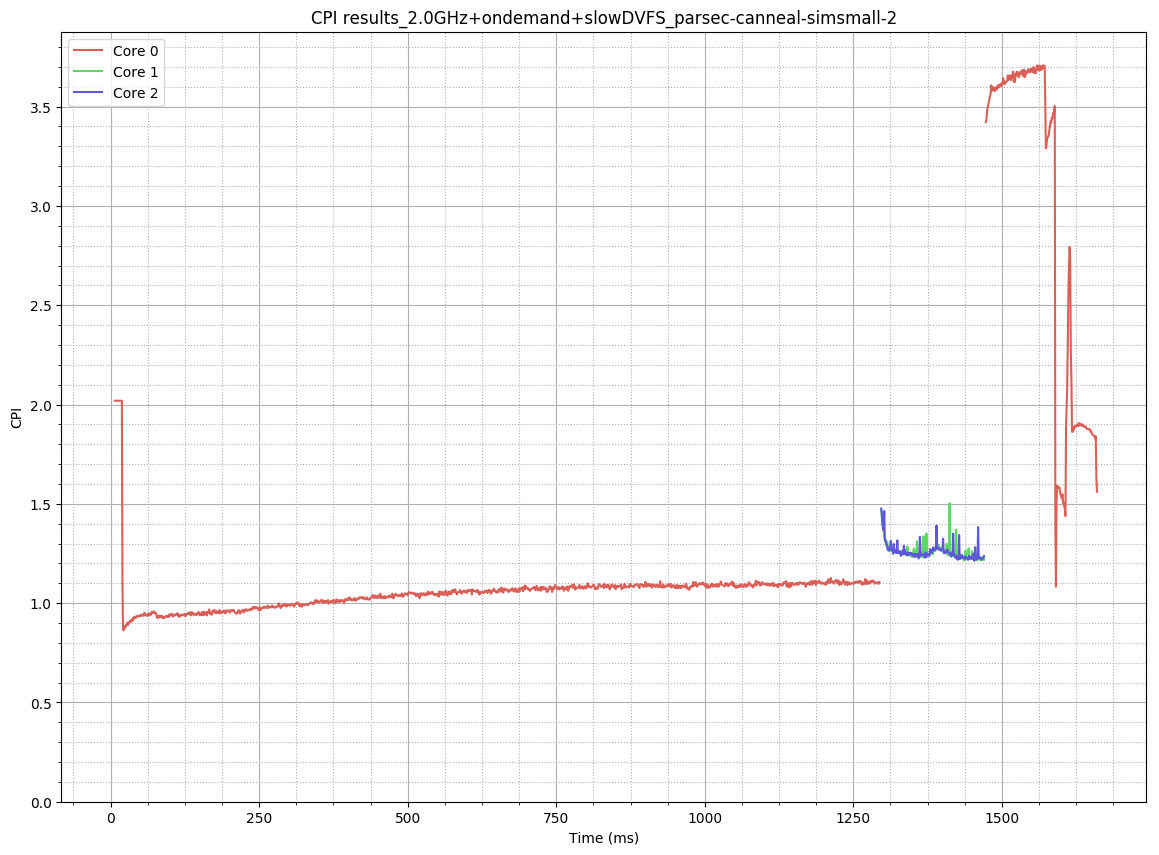 CPI results_2.0GHz+ondemand+slowDVFS_parsec-canneal-simsmall-2
Core 0
Core 1
Core 2
3.5
3.0
2.5
2.0
1.5
1.0
0.5
0.0
CPI
0 250 500 750 1000 1250 1500
Time (ms)